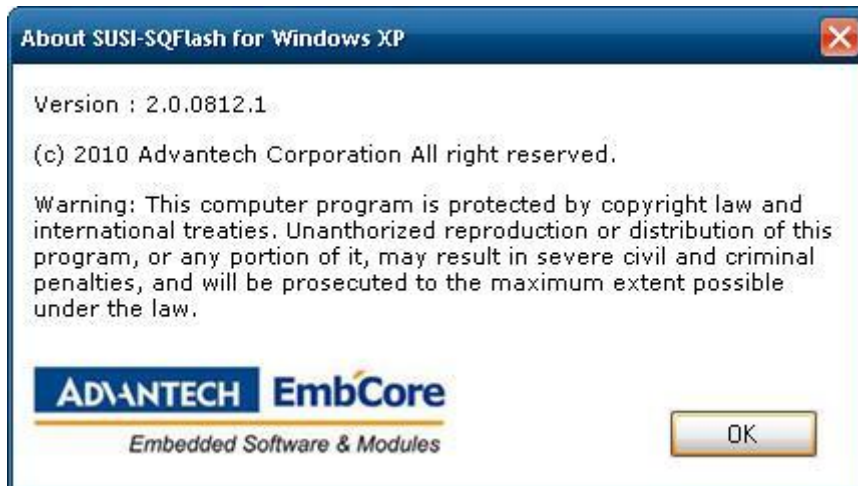 About SUSI-SQFlash for Windows XP
Version : 2.0.0812.1
(c) 2010 Advantech Corporation All right reserved.
Warning: This computer program is protected by copyright law and
international treaties. Unanthorized reproduction or distribution of this
program, or any portion of it, may result in severe civil and criminal
penalties, and will be prosecuted to the maximum extent possible
under the law.
ADVANTECH EmbCore
Embedded Software & Modules
OK